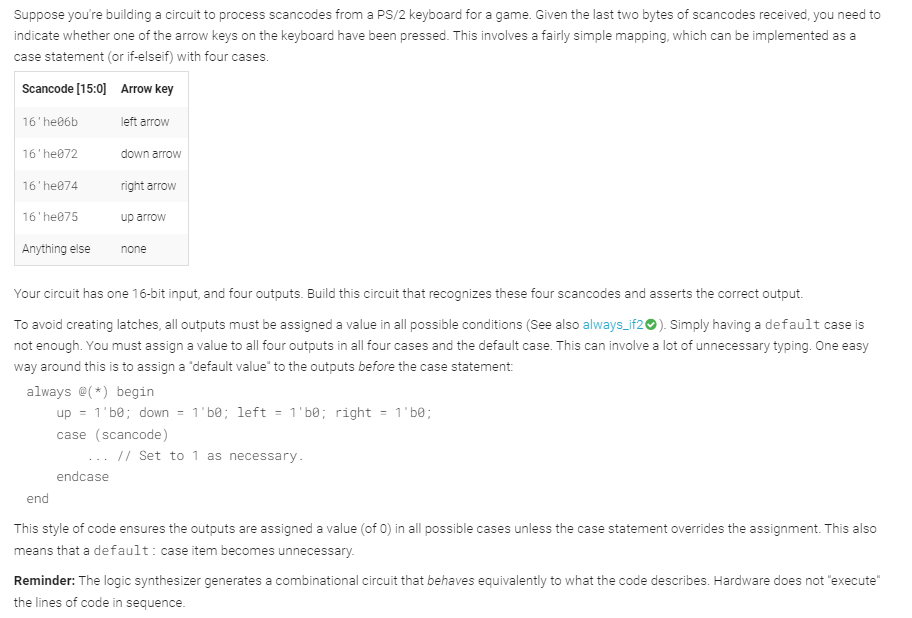 Suppose you're building a circuit to process scancodes from a PS/2 keyboard for a game. Given the last two bytes of scancodes received, you need to
indicate whether one of the arrow keys on the keyboard have been pressed. This involves a fairly simple mapping, which can be implemented as a
case statement (or if-elseif) with four cases.
Scancode [15:0] Arrow key
16'he06b left arrow
16'he072 down arrow
16'he074 right arrow
16'he075 up arrow
Anything else none
Your circuit has one 16-bit input, and four outputs. Build this circuit that recognizes these four scancodes and asserts the correct output.
To avoid creating latches, all outputs must be assigned a value in all possible conditions (See also always_if2). Simply having a default case is
not enough. You must assign a value to all four outputs in all four cases and the default case. This can involve a lot of unnecessary typing. One easy
way around this is to assign a "default value" to the outputs before the case statement:
always @(*) begin
up = 1'b0; down = 1'b0; left = 1'b0; right = 1'b0;
case (scancode)
... // Set to 1 as necessary.
endcase
end
This style of code ensures the outputs are assigned a value (of 0) in all possible cases unless the case statement overrides the assignment. This also
means that a default: case item becomes unnecessary.
Reminder: The logic synthesizer generates a combinational circuit that behaves equivalently to what the code describes. Hardware does not "execute"
the lines of code in sequence.